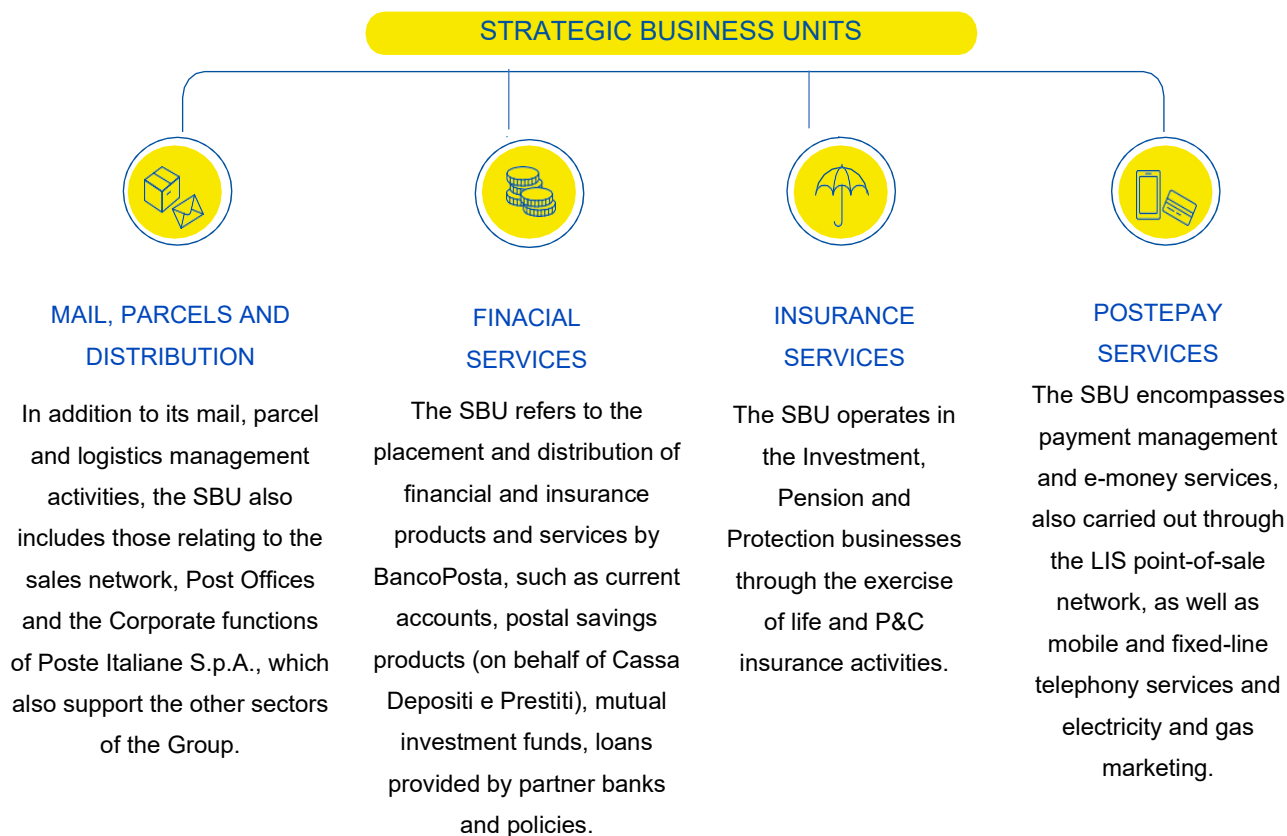 STRATEGIC BUSINESS UNITS
MAIL, PARCELS AND
DISTRIBUTION
In addition to its mail, parcel
and logistics management
activities, the SBU also
includes those relating to the
sales network, Post Offices
and the Corporate functions
of Poste Italiane S.p.A., which
also support the other sectors
of the Group.
FINACIAL
SERVICES
The SBU refers to the
placement and distribution of
financial and insurance
products and services by
BancoPosta, such as current
accounts, postal savings
products (on behalf of Cassa
Depositi e Prestiti), mutual
investment funds, loans
provided by partner banks
and policies.
INSURANCE
SERVICES
The SBU operates in
the Investment,
Pension and
Protection businesses
through the exercise
of life and P&C
insurance activities.
POSTEPAY
SERVICES
The SBU encompasses
payment management
and e-money services,
also carried out through
the LIS point-of-sale
network, as well as
mobile and fixed-line
telephony services and
electricity and gas
marketing.